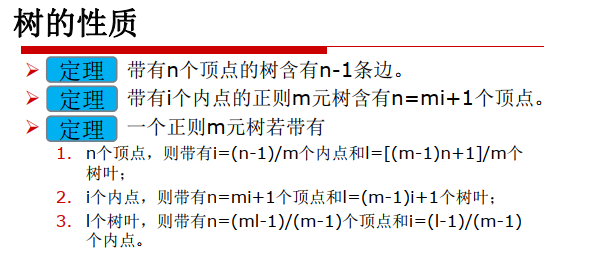 树的性质
定理 带有n个顶点的树含有n-1条边。
定理 带有i个内点的正则m元树含有n=mi+1个顶点。
定理 一个正则m元树若带有
1. n个顶点，则带有i=(n-1)/m个内点和l=[(m-1)n+1]/m个
树叶；
2. i个内点，则带有n=mi+1个顶点和l=(m-1)i+1个树叶；
3. l个树叶，则带有n=(ml-1)/(m-1)个顶点和i=(l-1)/(m-1)
个内点。